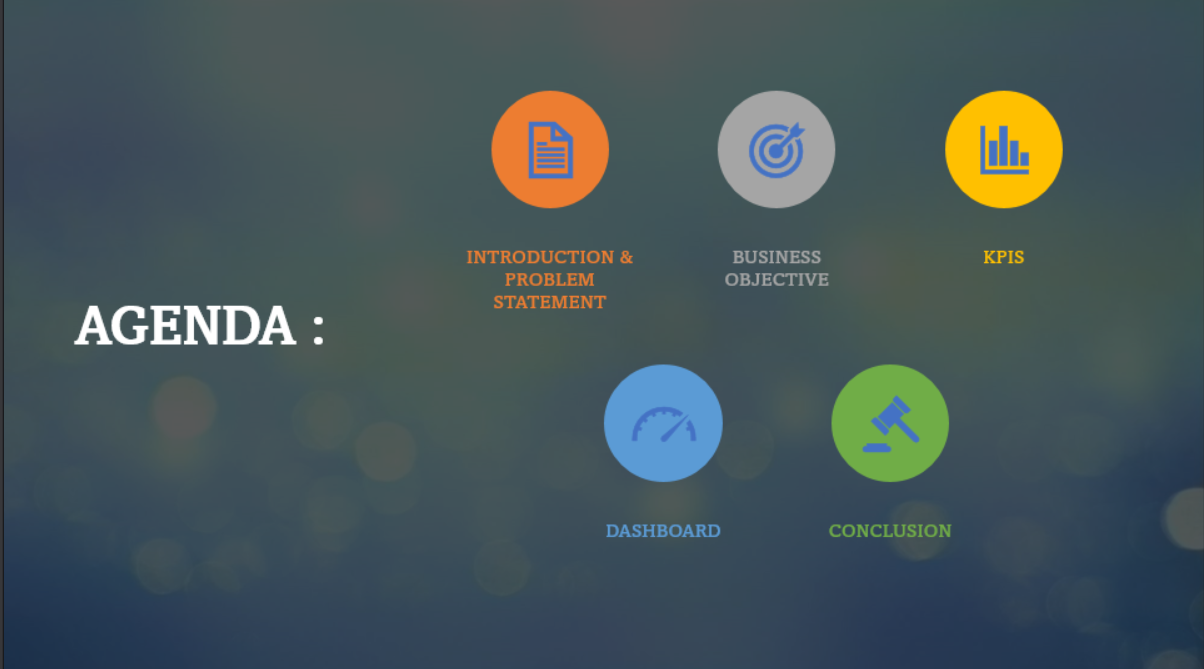 AGENDA :
INTRODUCTION &
PROBLEM
STATEMENT
BUSINESS
OBJECTIVE
KPIS
DASHBOARD
CONCLUSION